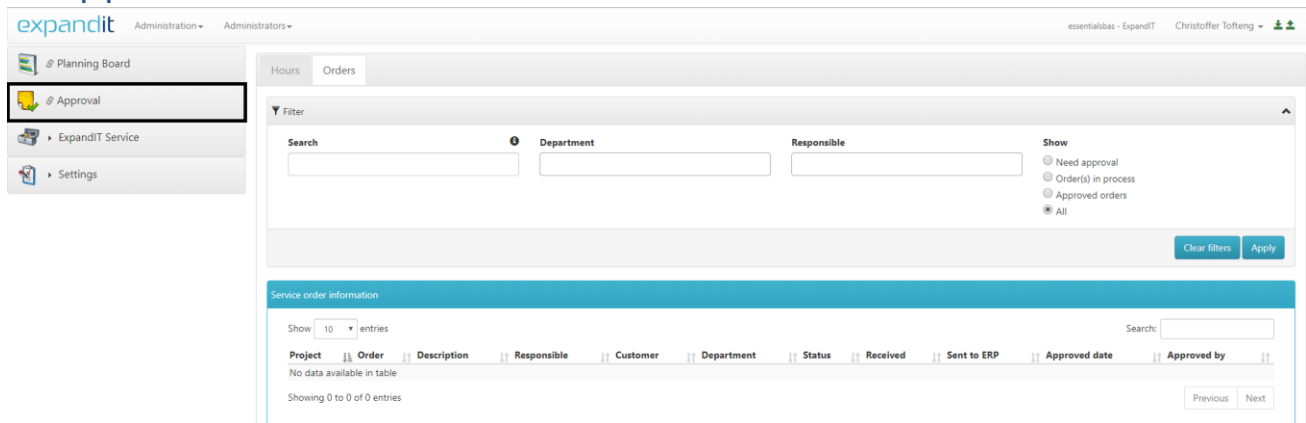 expandit Administration Administrators essentialsbas - ExpandIT Christoffer Tofteng
Planning Board
Approval
ExpandIT Service
Settings
Hours Orders
Filter
Search Department Responsible Show
Need approval
Order(s) in process
Approved orders
All
Clear filters Apply
Service order information
Show 10 entries Search:
Project Order Description Responsible Customer Department Status Received Sent to ERP Approved date Approved by
No data available in table
Showing 0 to 0 of 0 entries Previous Next